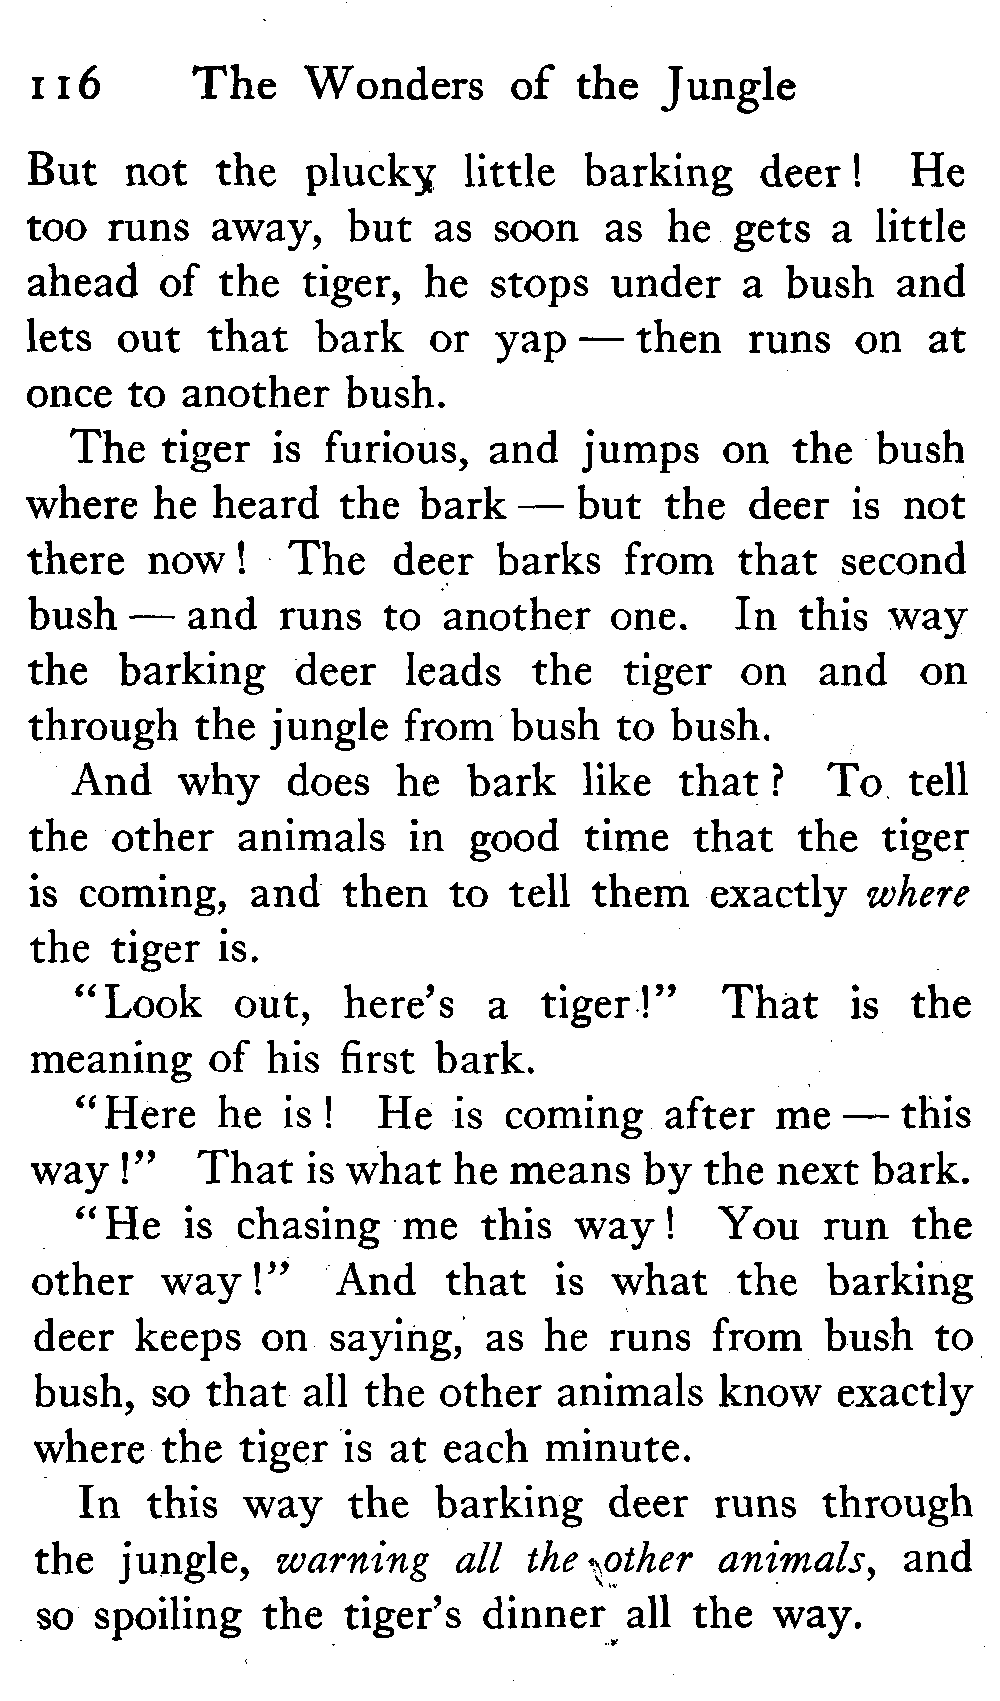 116 The Wonders of the Jungle
But not the plucky little barking deer! He
too runs away, but as soon as he gets a little
ahead of the tiger, he stops under a bush and
lets out that bark or yap — then runs on at
once to another bush.
The tiger is furious, and jumps on the bush
where he heard the bark — but the deer is not
there now! The deer barks from that second
bush — and runs to another one. In this way
the barking deer leads the tiger on and on
through the jungle from bush to bush.
And why does he bark like that? To tell
the other animals in good time that the tiger
is coming, and then to tell them exactly where
the tiger is.
"Look out, here's a tiger!" That is the
meaning of his first bark.
"Here he is! He is coming after me — this
way!" That is what he means by the next bark.
"He is chasing me this way! You run the
other way!" And that is what the barking
deer keeps on saying, as he runs from bush to
bush, so that all the other animals know exactly
where the tiger is at each minute.
In this way the barking deer runs through
the jungle, warning all the other animals, and
so spoiling the tiger's dinner all the way.